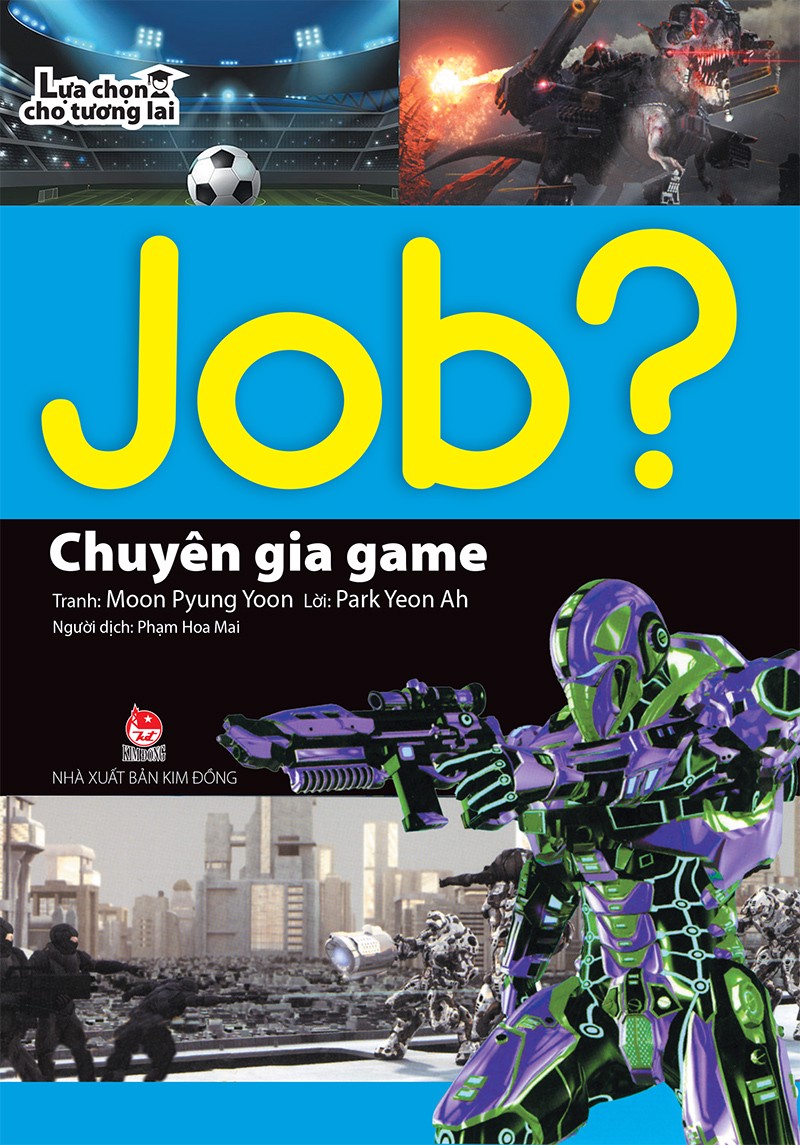 Lựa chọn
cho tương lai
Job?
Chuyên gia game
Tranh: Moon Pyung Yoon Lời: Park Yeon Ah
Người dịch: Phạm Hoa Mai
KIM ĐỒNG
NHÀ XUẤT BẢN KIM ĐỒNG